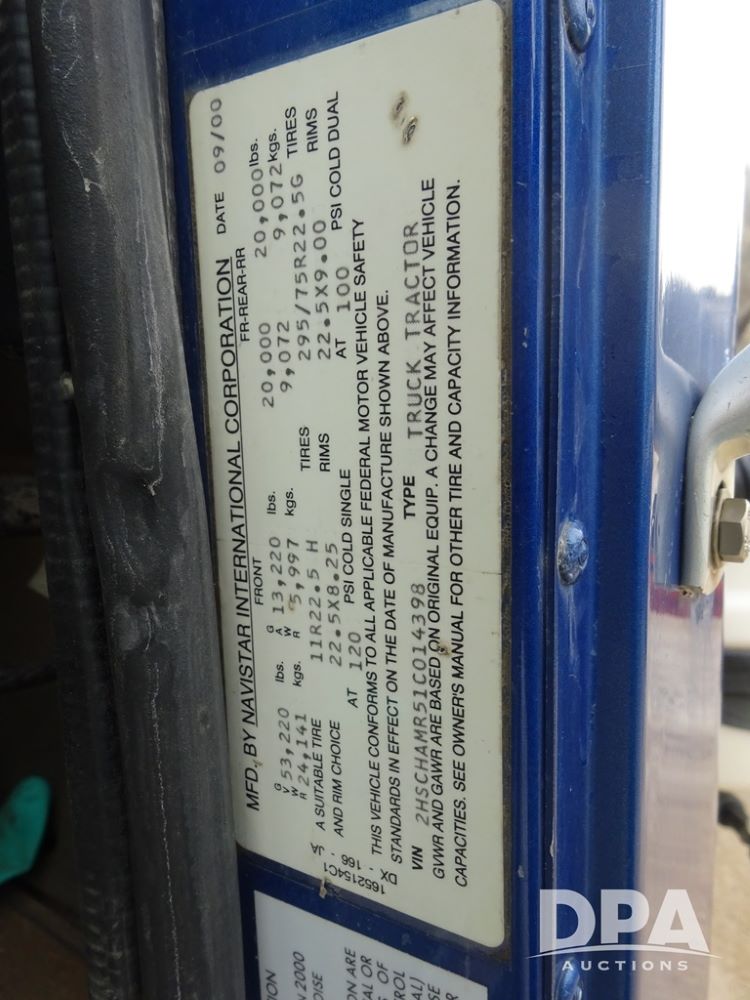 MFD. BY NAVISTAR INTERNATIONAL CORPORATION DATE 09/00
FRONT FR-REAR-RR
GVWR 53,220 lbs. GAWR 13,220 lbs. 20,000 20,000 lbs.
24,141 kgs. 5,997 kgs. 9,072 9,072 kgs.
A SUITABLE TIRE 11R22.5 H TIRES 295/75R22.5G TIRES
AND RIM CHOICE 22.5X8.25 RIMS 22.5X9.00 RIMS
AT 120 PSI COLD SINGLE AT 100 PSI COLD DUAL
THIS VEHICLE CONFORMS TO ALL APPLICABLE FEDERAL MOTOR VEHICLE SAFETY
STANDARDS IN EFFECT ON THE DATE OF MANUFACTURE SHOWN ABOVE.
VIN 2HSCHAMR51C014398 TYPE TRUCK TRACTOR
GVWR AND GAWR ARE BASED ON ORIGINAL EQUIP. A CHANGE MAY AFFECT VEHICLE
CAPACITIES. SEE OWNER'S MANUAL FOR OTHER TIRE AND CAPACITY INFORMATION.
DX - 166 - JA
1652154C1
2000
ON ARE
OF
DPA
AUCTIONS